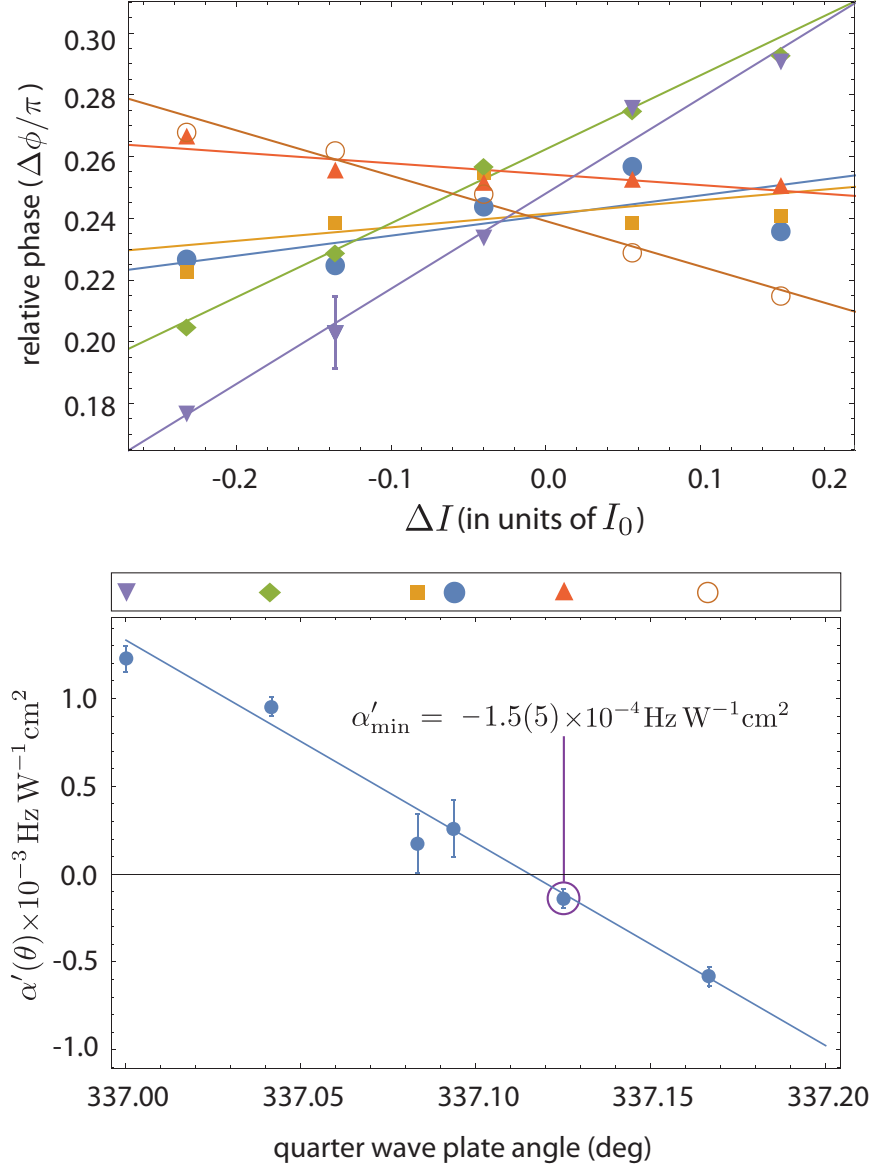 0.30
0.28
0.26
0.24
0.22
0.20
0.18
relative phase (Δϕ/π)
-0.2 -0.1 0.0 0.1 0.2
ΔI (in units of I₀)
α′min = −1.5(5)×10⁻⁴ Hz W⁻¹cm²
1.0
0.5
0.0
-0.5
-1.0
α′(θ)×10⁻³ Hz W⁻¹cm²
337.00 337.05 337.10 337.15 337.20
quarter wave plate angle (deg)